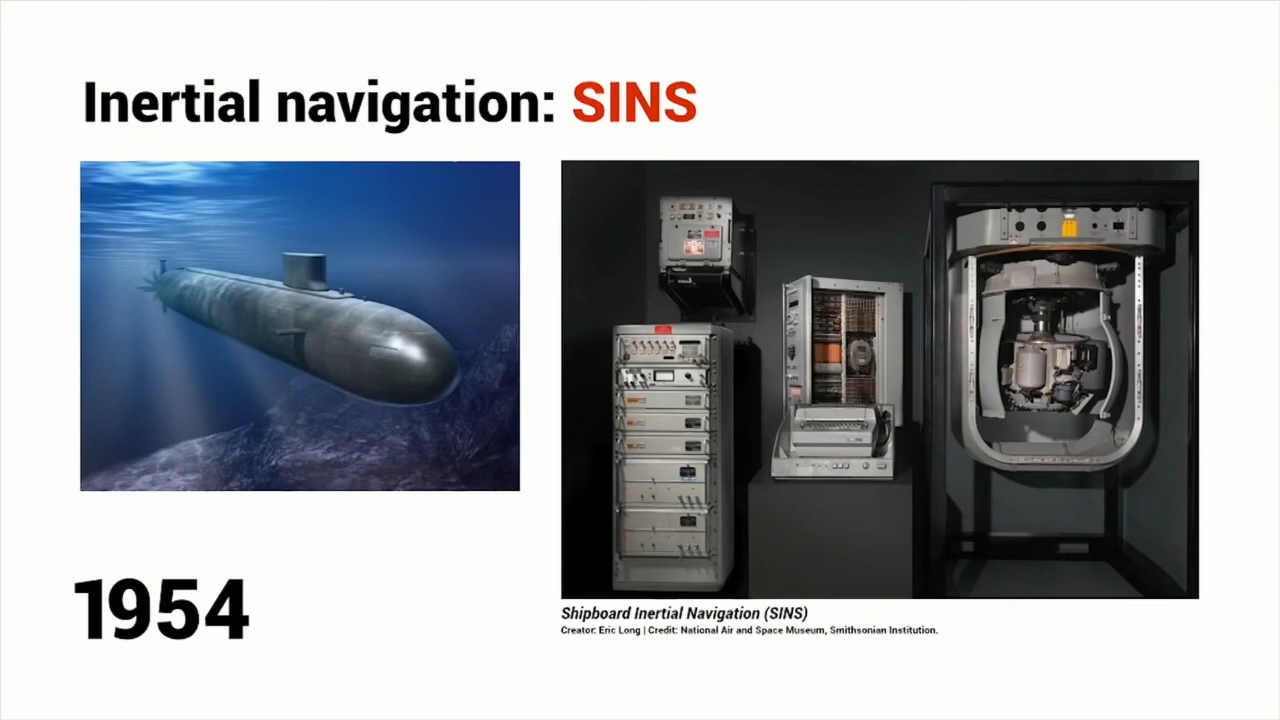 Inertial navigation: SINS
1954
Shipboard Inertial Navigation (SINS)
Creator: Eric Long | Credit: National Air and Space Museum, Smithsonian Institution.